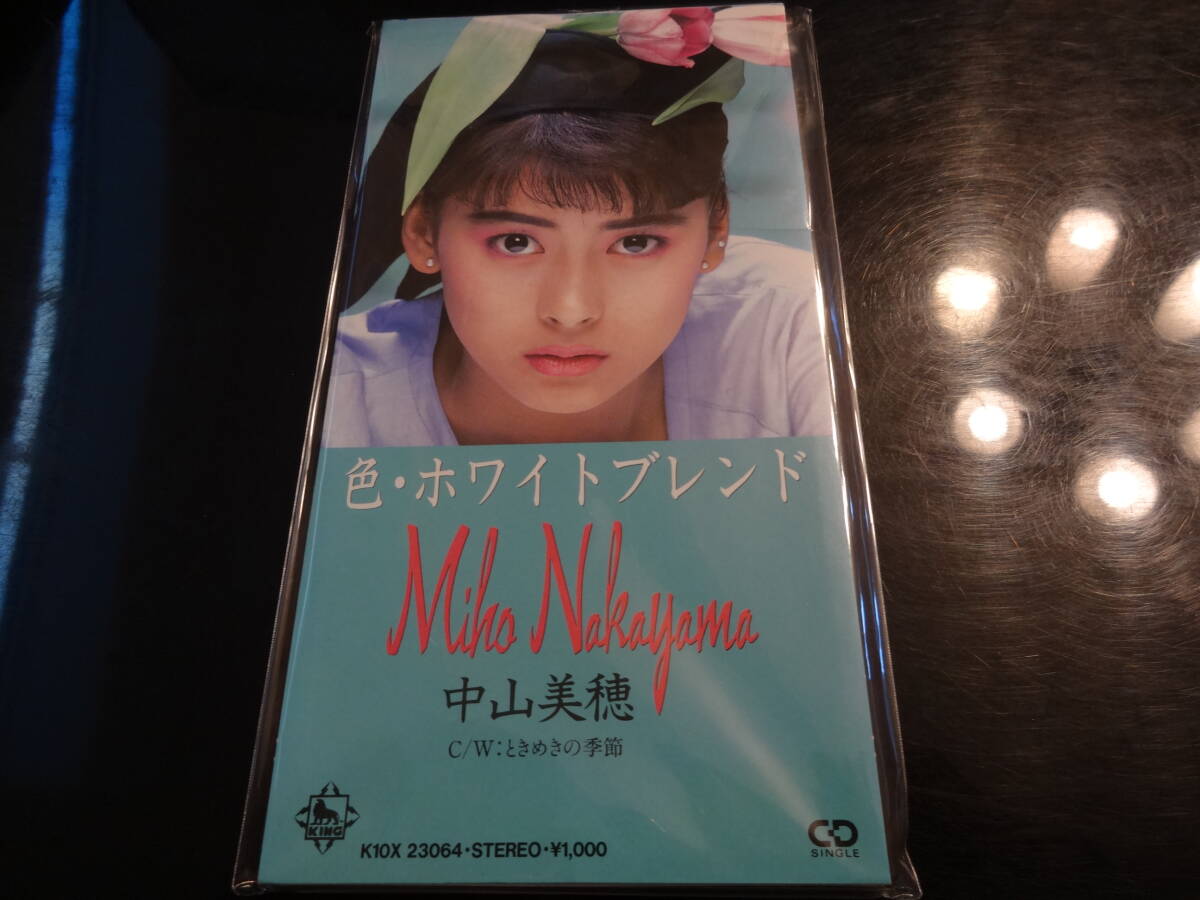 色・ホワイトブレンド
Miho Nakayama
中山美穂
C/W:ときめきの季節
KING
K10X 23064・STEREO・¥1,000
CD
SINGLE